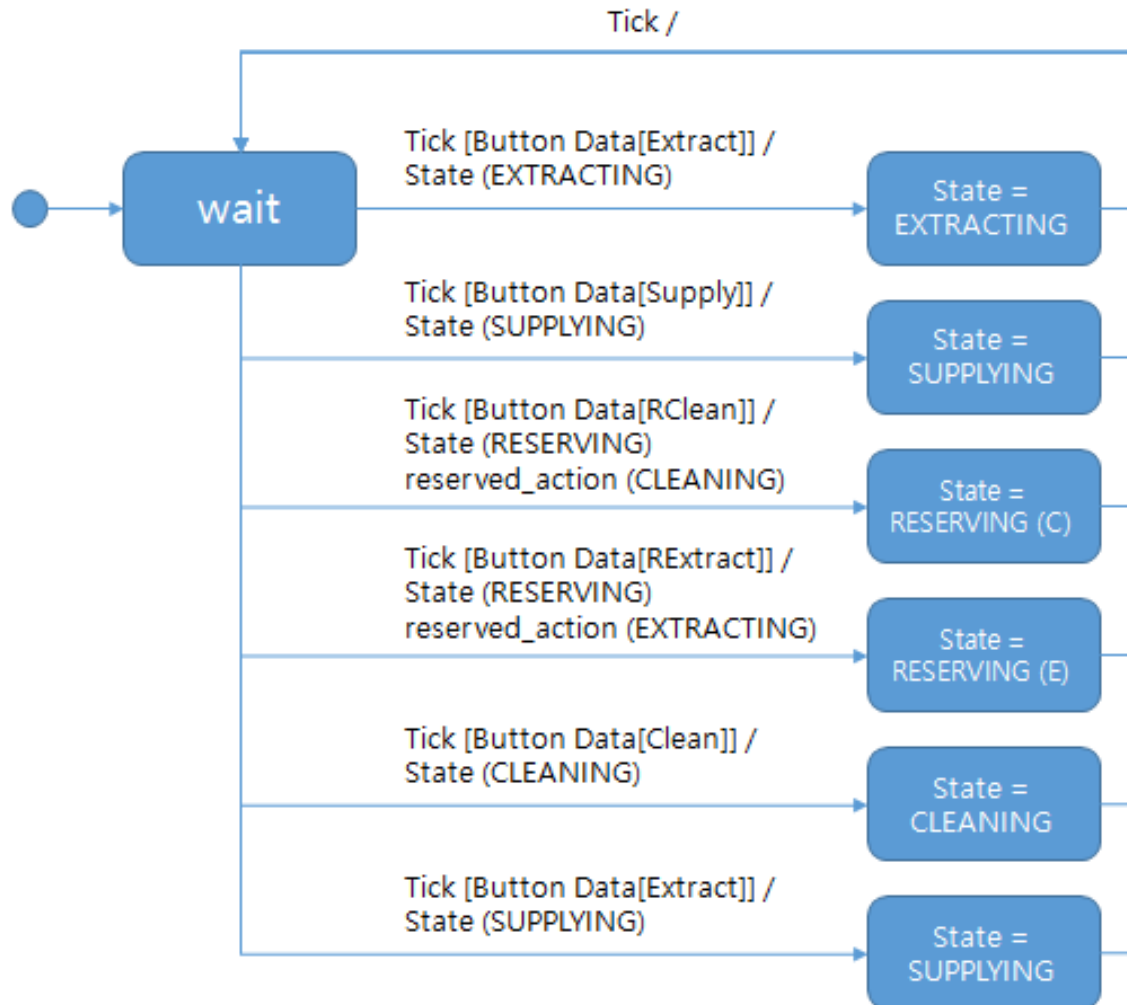 Tick /
Tick [Button Data[Extract]] /
State (EXTRACTING)
wait
State =
EXTRACTING
Tick [Button Data[Supply]] /
State (SUPPLYING)
State =
SUPPLYING
Tick [Button Data[RClean]] /
State (RESERVING)
reserved_action (CLEANING)
State =
RESERVING (C)
Tick [Button Data[RExtract]] /
State (RESERVING)
reserved_action (EXTRACTING)
State =
RESERVING (E)
Tick [Button Data[Clean]] /
State (CLEANING)
State =
CLEANING
Tick [Button Data[Extract]] /
State (SUPPLYING)
State =
SUPPLYING